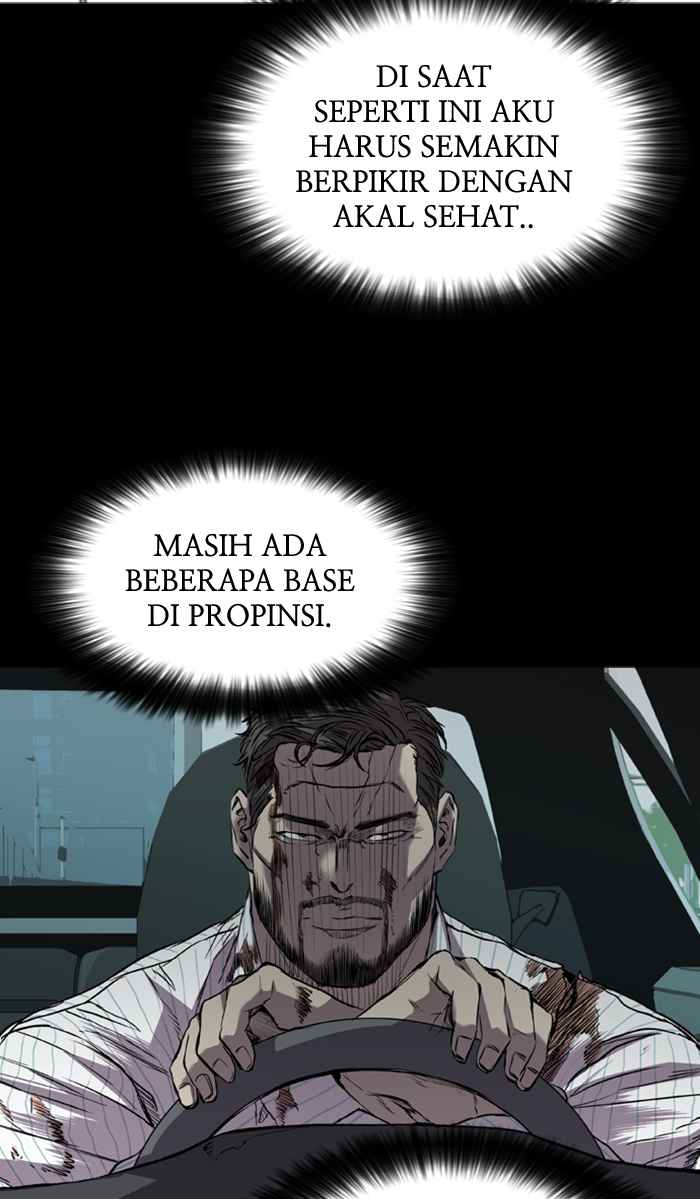 DI SAAT
SEPERTI INI AKU
HARUS SEMAKIN
BERPIKIR DENGAN
AKAL SEHAT..
MASIH ADA
BEBERAPA BASE
DI PROPINSI.